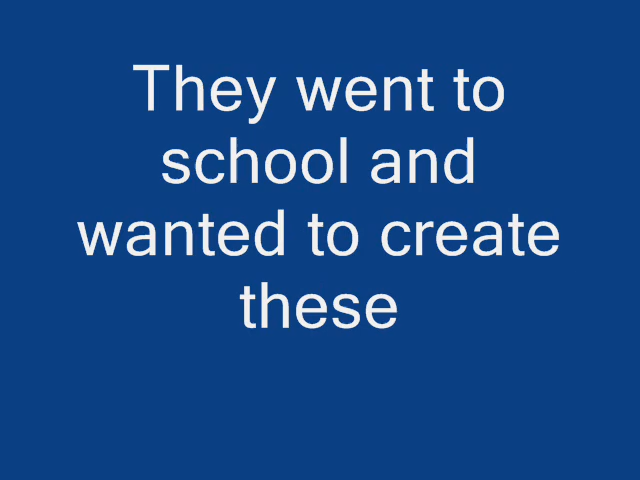 They went to
school and
wanted to create
these